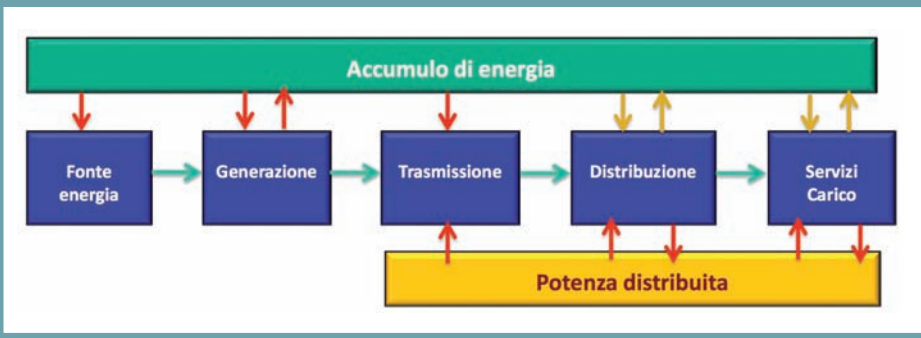 Accumulo di energia
Fonte
energia
Generazione
Trasmissione
Distribuzione
Servizi
Carico
Potenza distribuita